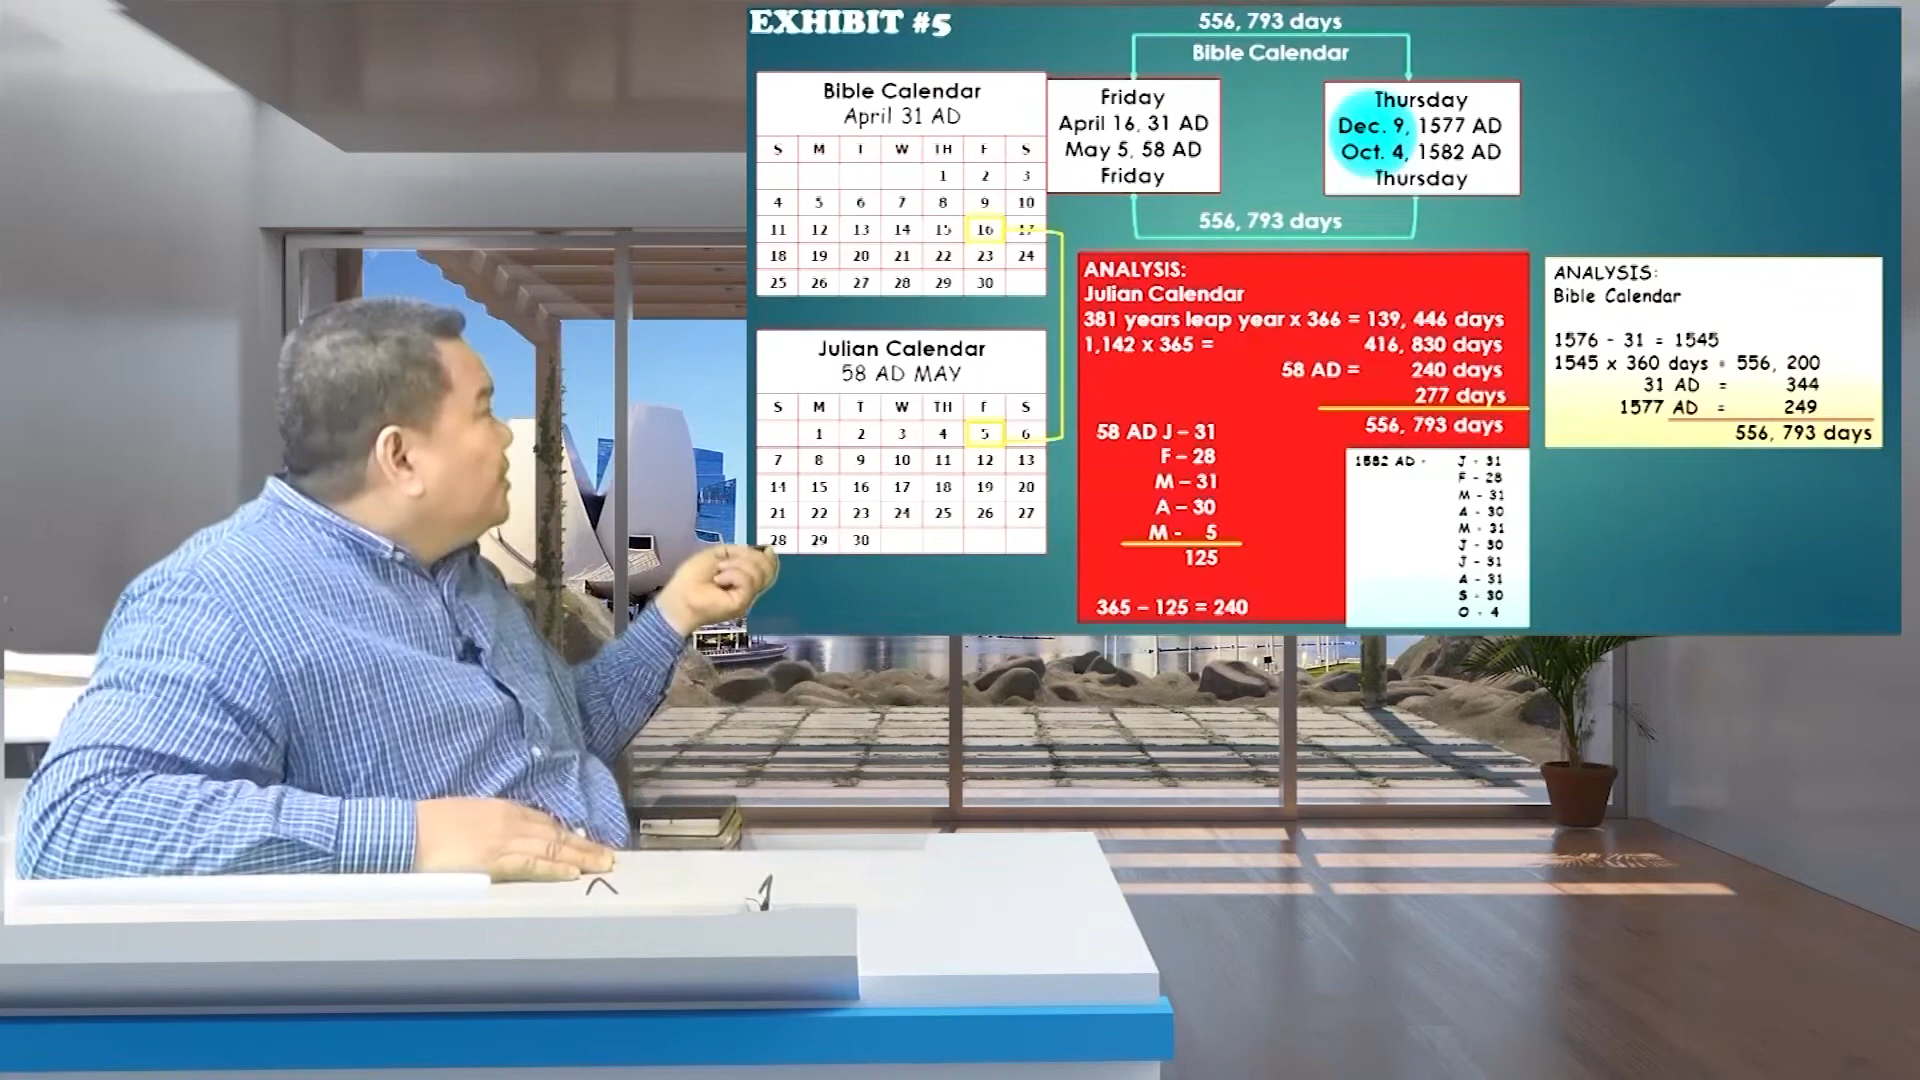 EXHIBIT #5
556, 793 days
Bible Calendar
Bible Calendar
April 31 AD
S M T W TH F S
1 2 3
4 5 6 7 8 9 10
11 12 13 14 15 16 17
18 19 20 21 22 23 24
25 26 27 28 29 30
Friday
April 16, 31 AD
May 5, 58 AD
Friday
Thursday
Dec. 9, 1577 AD
Oct. 4, 1582 AD
Thursday
556, 793 days
Julian Calendar
58 AD MAY
S M T W TH F S
1 2 3 4 5 6
7 8 9 10 11 12 13
14 15 16 17 18 19 20
21 22 23 24 25 26 27
28 29 30
ANALYSIS:
Julian Calendar
381 years leap year x 366 = 139, 446 days
1,142 x 365 = 416, 830 days
58 AD = 240 days
277 days
556, 793 days
58 AD J – 31
F – 28
M – 31
A – 30
M - 5
125
365 – 125 = 240
1582 AD - J - 31
F - 28
M - 31
A - 30
M - 31
J - 30
J - 31
A - 31
S - 30
O - 4
ANALYSIS:
Bible Calendar
1576 - 31 = 1545
1545 x 360 days = 556, 200
31 AD = 344
1577 AD = 249
556, 793 days